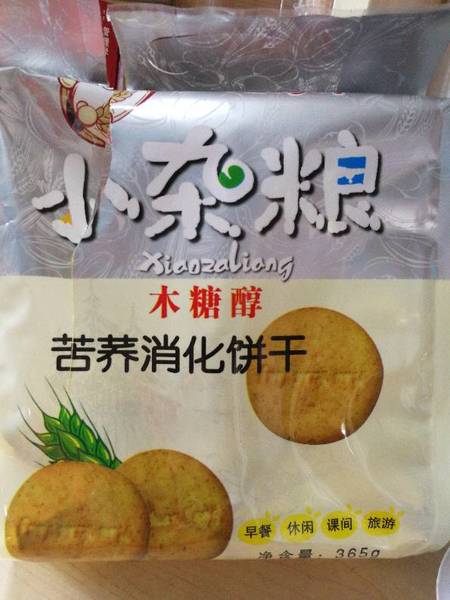 小杂粮
Xiaozaliang
木糖醇
苦荞消化饼干
早餐 休闲 课间 旅游
净含量: 365g